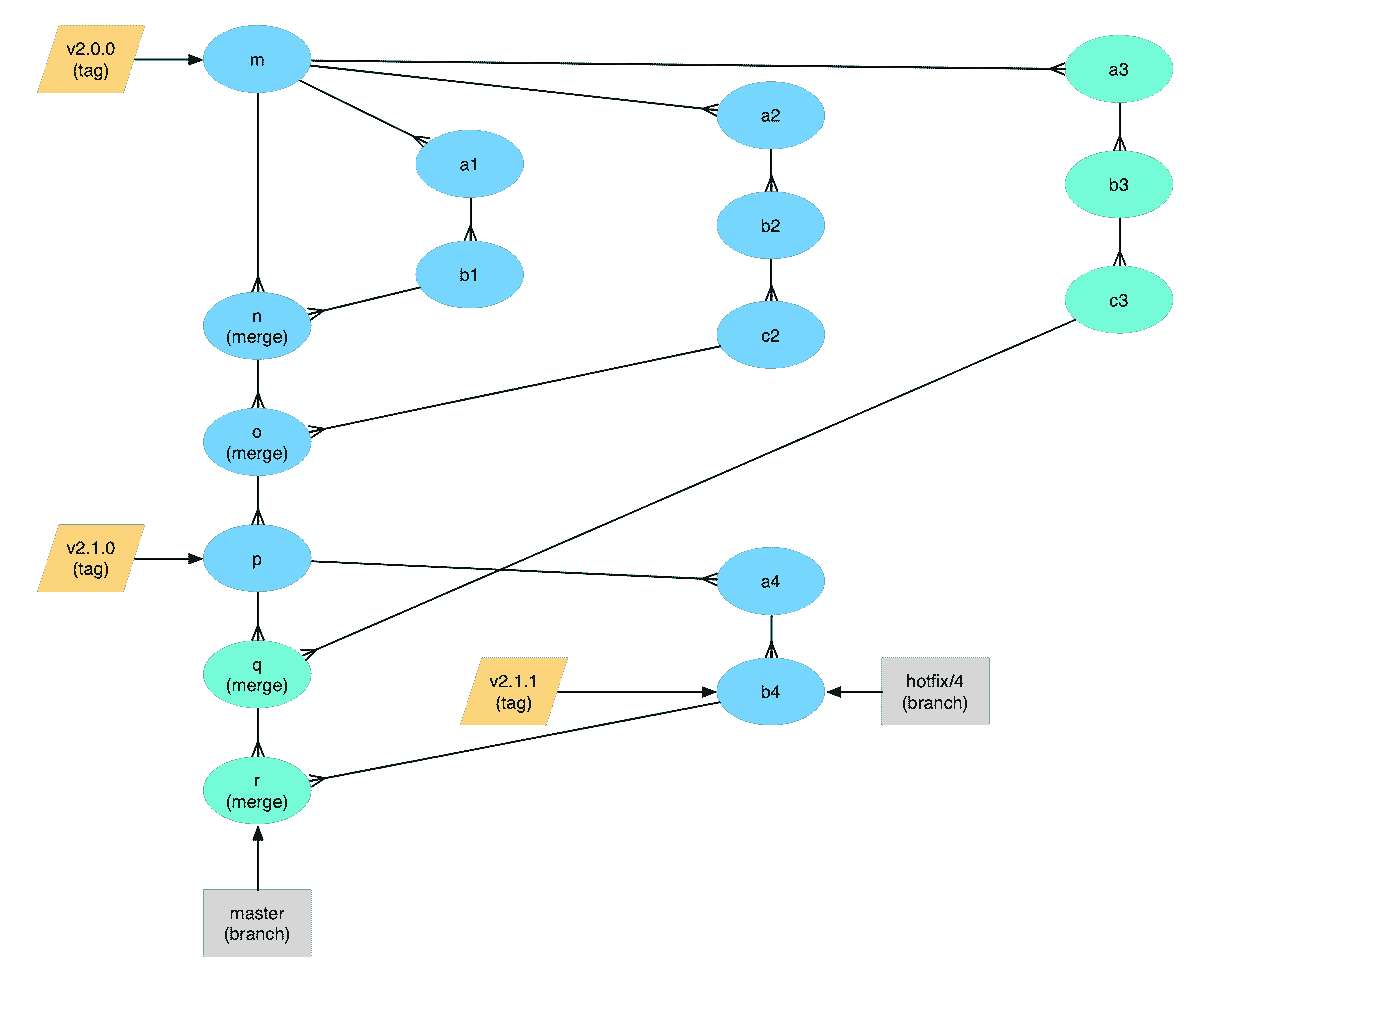 v2.0.0
(tag)
m
a3
a2
a1
b3
b2
b1
c3
n
(merge)
c2
o
(merge)
v2.1.0
(tag)
p
a4
q
(merge)
v2.1.1
(tag)
b4
hotfix/4
(branch)
r
(merge)
master
(branch)